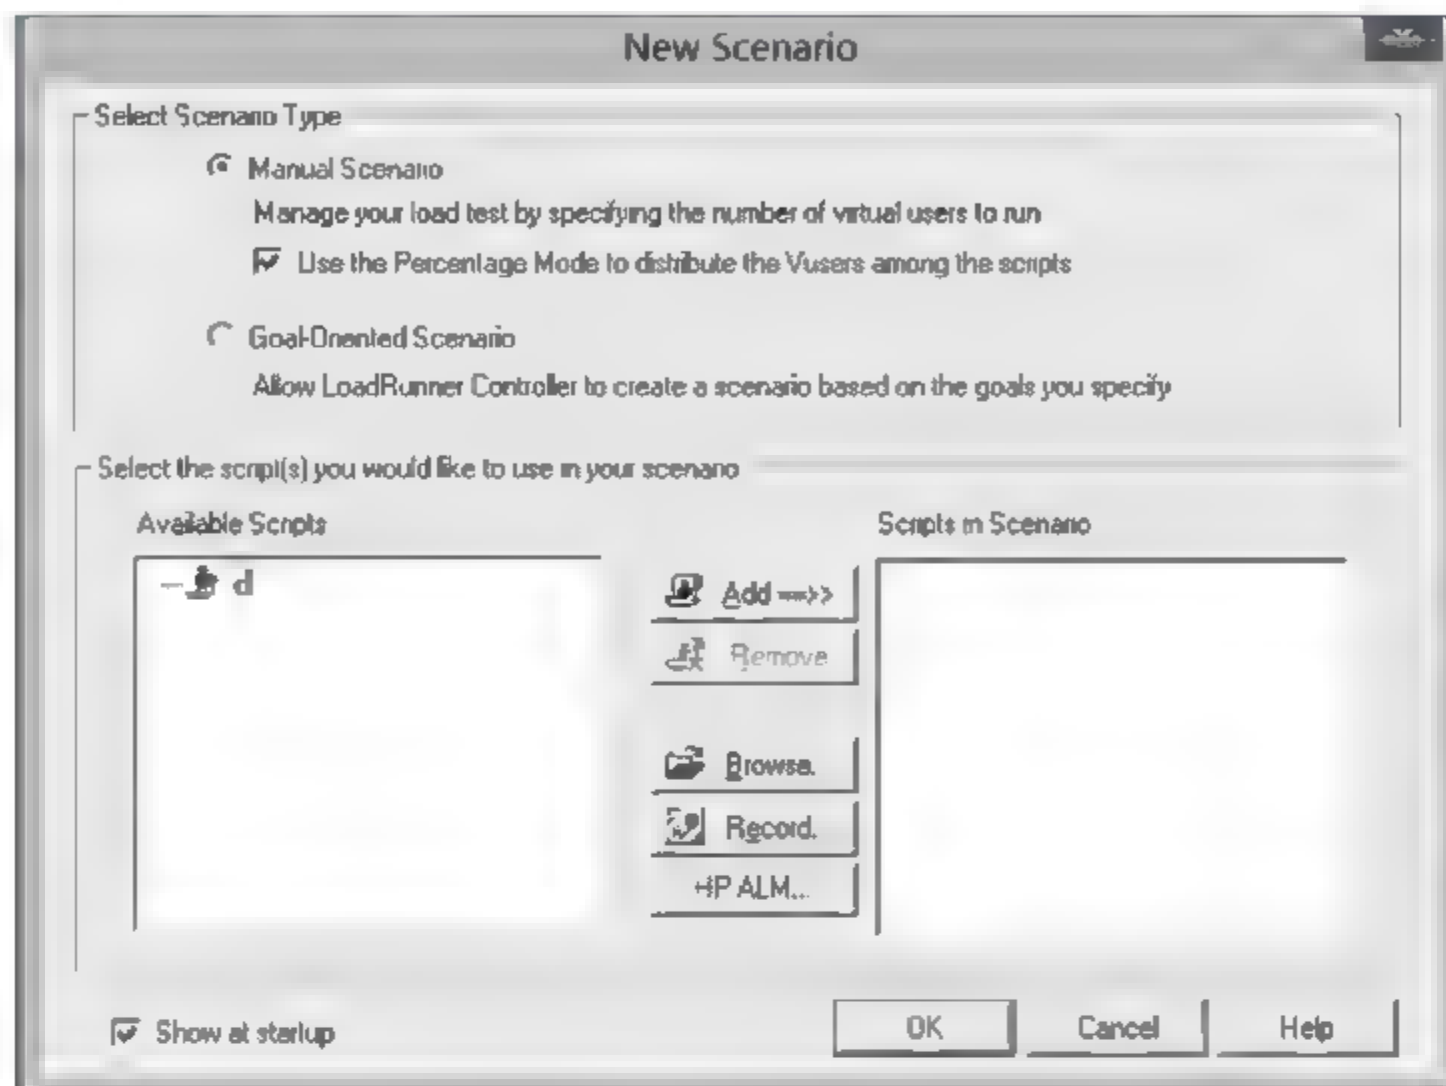 New Scenario
Select Scenario Type
Manual Scenario
Manage your load test by specifying the number of virtual users to run
Use the Percentage Mode to distribute the Vusers among the scripts
Goal-Oriented Scenario
Allow LoadRunner Controller to create a scenario based on the goals you specify
Select the script(s) you would like to use in your scenario
Available Scripts
Scripts in Scenario
d
Add ==>>
Remove
Browse.
Record.
HP ALM...
Show at startup
OK
Cancel
Help